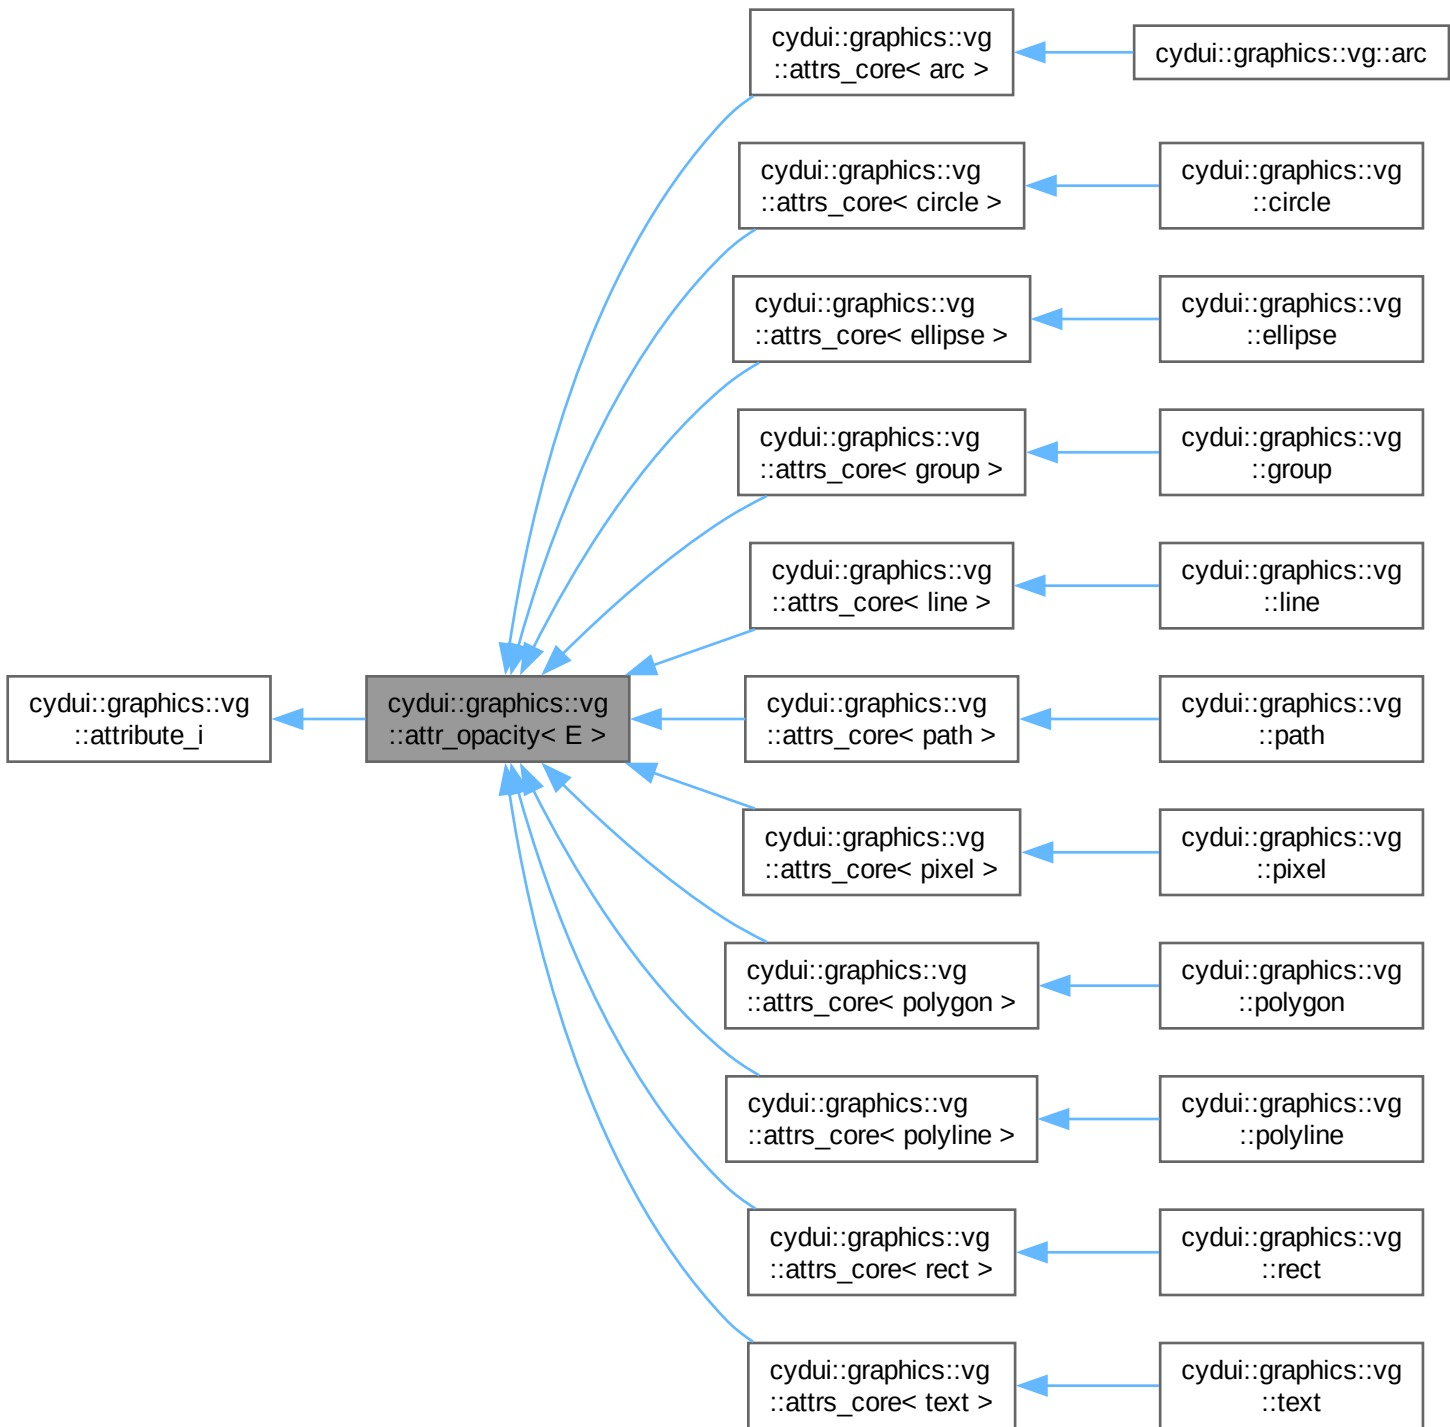 cydui::graphics::vg
::attrs_core< arc >
cydui::graphics::vg::arc
cydui::graphics::vg
::attrs_core< circle >
cydui::graphics::vg
::circle
cydui::graphics::vg
::attrs_core< ellipse >
cydui::graphics::vg
::ellipse
cydui::graphics::vg
::attrs_core< group >
cydui::graphics::vg
::group
cydui::graphics::vg
::attrs_core< line >
cydui::graphics::vg
::line
cydui::graphics::vg
::attribute_i
cydui::graphics::vg
::attr_opacity< E >
cydui::graphics::vg
::attrs_core< path >
cydui::graphics::vg
::path
cydui::graphics::vg
::attrs_core< pixel >
cydui::graphics::vg
::pixel
cydui::graphics::vg
::attrs_core< polygon >
cydui::graphics::vg
::polygon
cydui::graphics::vg
::attrs_core< polyline >
cydui::graphics::vg
::polyline
cydui::graphics::vg
::attrs_core< rect >
cydui::graphics::vg
::rect
cydui::graphics::vg
::attrs_core< text >
cydui::graphics::vg
::text